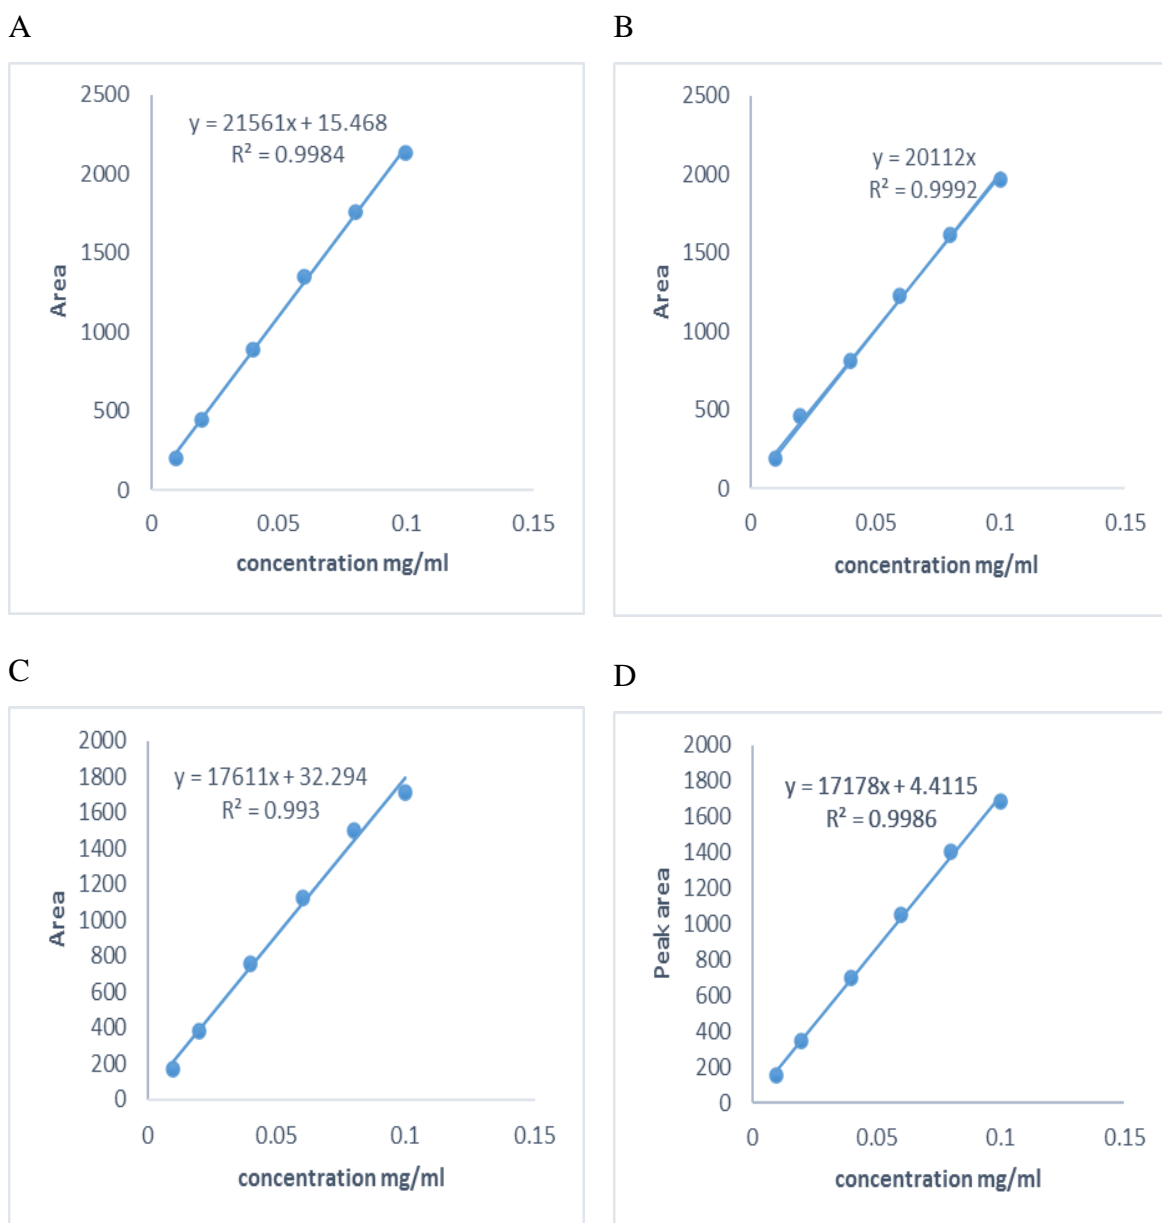 A
2500
2000
1500
1000
500
0
0 0.05 0.1 0.15
Area
concentration mg/ml
y = 21561x + 15.468
R² = 0.9984
B
2500
2000
1500
1000
500
0
0 0.05 0.1 0.15
Area
concentration mg/ml
y = 20112x
R² = 0.9992
C
2000
1800
1600
1400
1200
1000
800
600
400
200
0
0 0.05 0.1 0.15
Area
concentration mg/ml
y = 17611x + 32.294
R² = 0.993
D
2000
1800
1600
1400
1200
1000
800
600
400
200
0
0 0.05 0.1 0.15
Peak area
concentration mg/ml
y = 17178x + 4.4115
R² = 0.9986